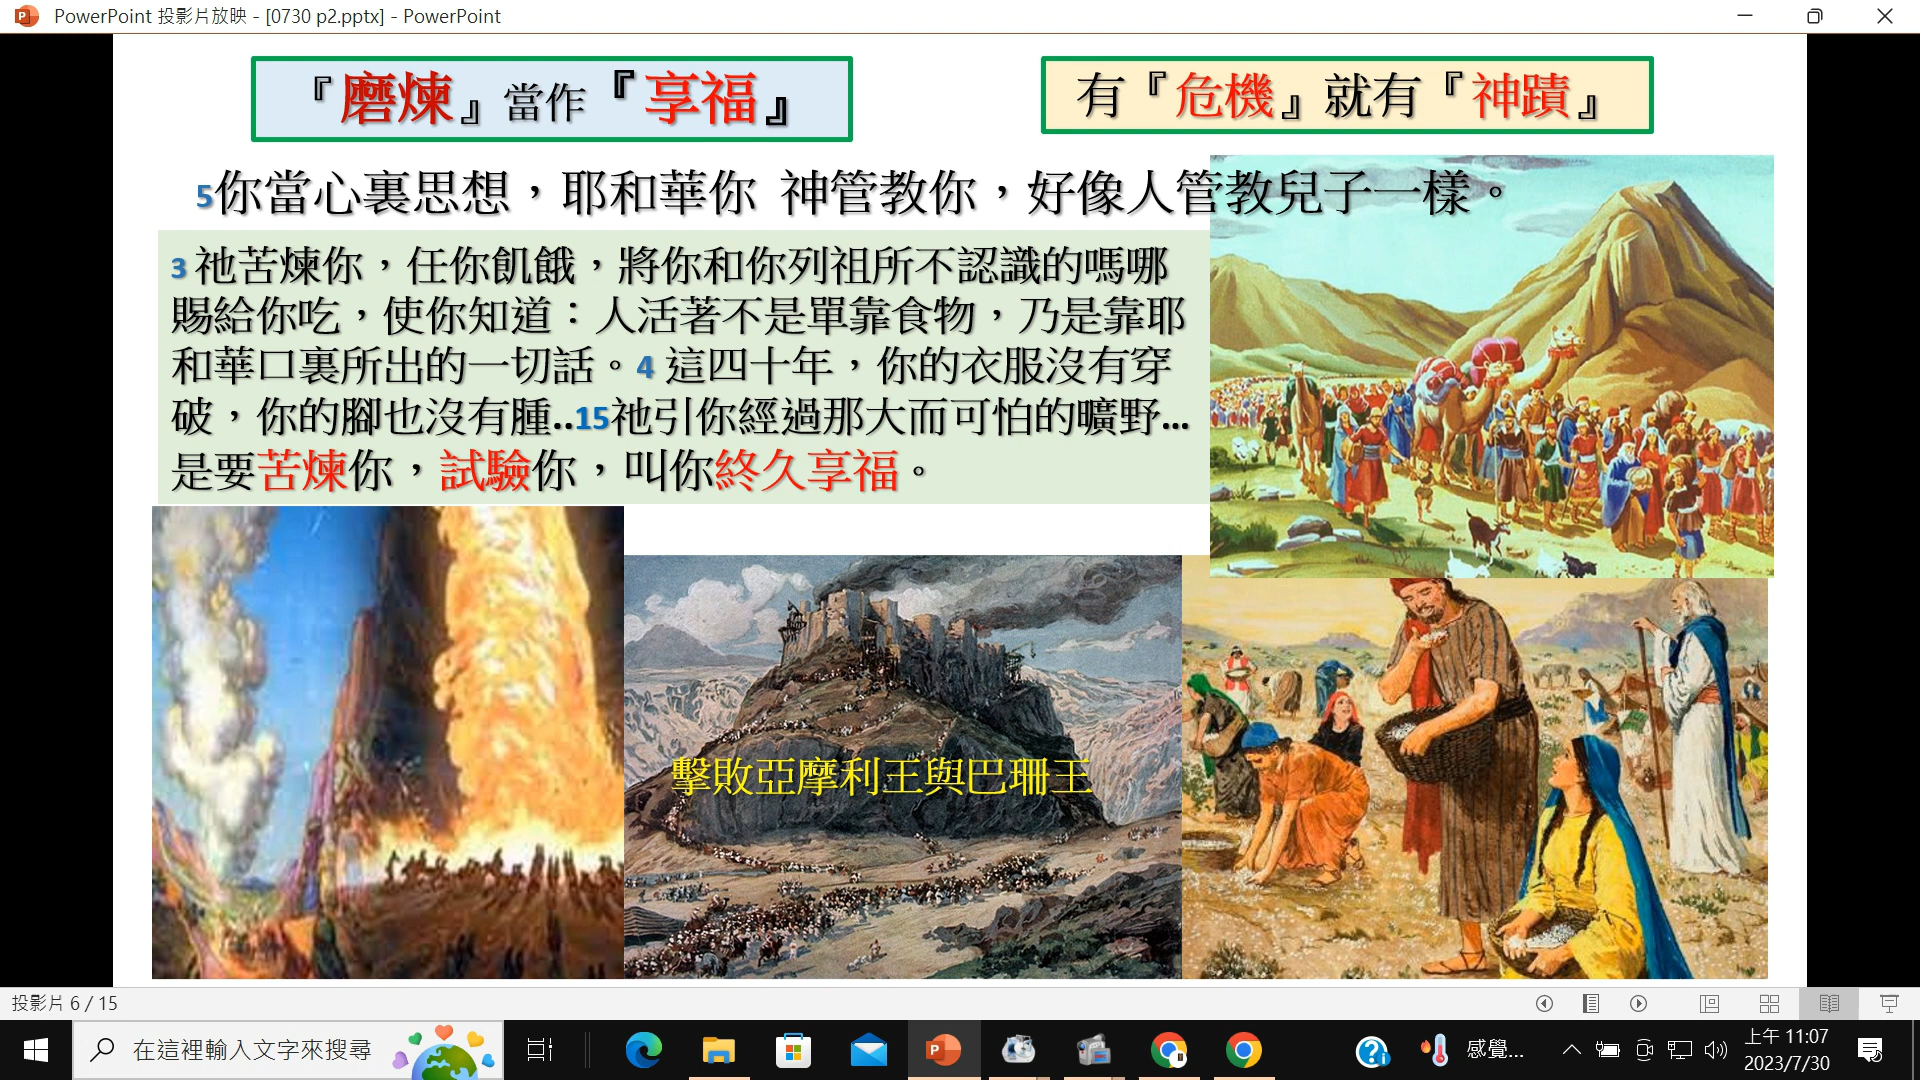 PowerPoint 投影片放映 - [0730 p2.pptx] - PowerPoint
『磨煉』當作『享福』
有『危機』就有『神蹟』
5你當心裏思想，耶和華你 神管教你，好像人管教兒子一樣。
3 祂苦煉你，任你飢餓，將你和你列祖所不認識的嗎哪
賜給你吃，使你知道：人活著不是單靠食物，乃是靠耶
和華口裏所出的一切話。4 這四十年，你的衣服沒有穿
破，你的腳也沒有腫..15祂引你經過那大而可怕的曠野...
是要苦煉你，試驗你，叫你終久享福。
擊敗亞摩利王與巴珊王
投影片 6 / 15
在這裡輸入文字來搜尋
感覺...
上午 11:07
2023/7/30